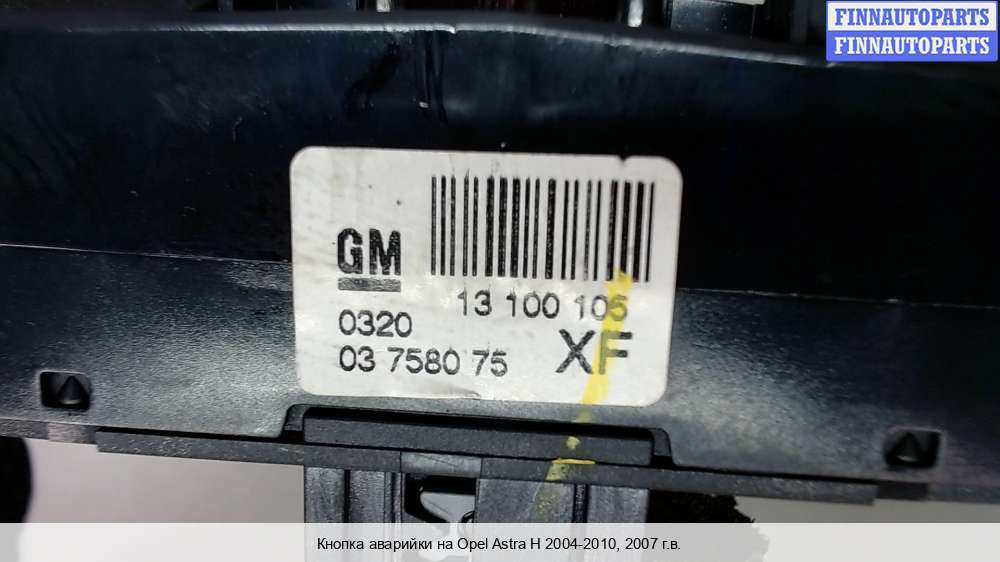 FINNAUTOPARTS
FINNAUTOPARTS
GM
13 100 105
0320
03 7580 75
XF
Кнопка аварийки на Opel Astra H 2004-2010, 2007 г.в.